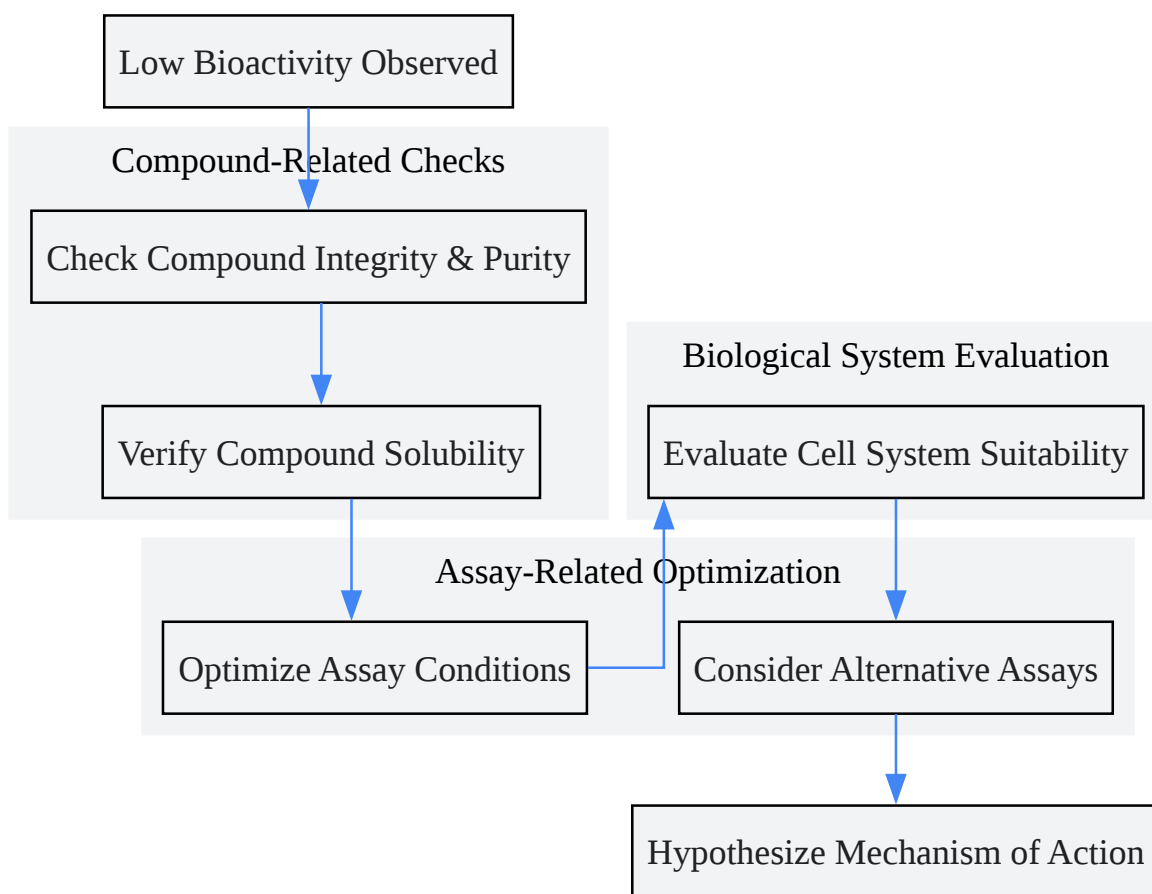 Low Bioactivity Observed
Compound-Related Checks
Check Compound Integrity & Purity
Verify Compound Solubility
Biological System Evaluation
Evaluate Cell System Suitability
Assay-Related Optimization
Optimize Assay Conditions
Consider Alternative Assays
Hypothesize Mechanism of Action